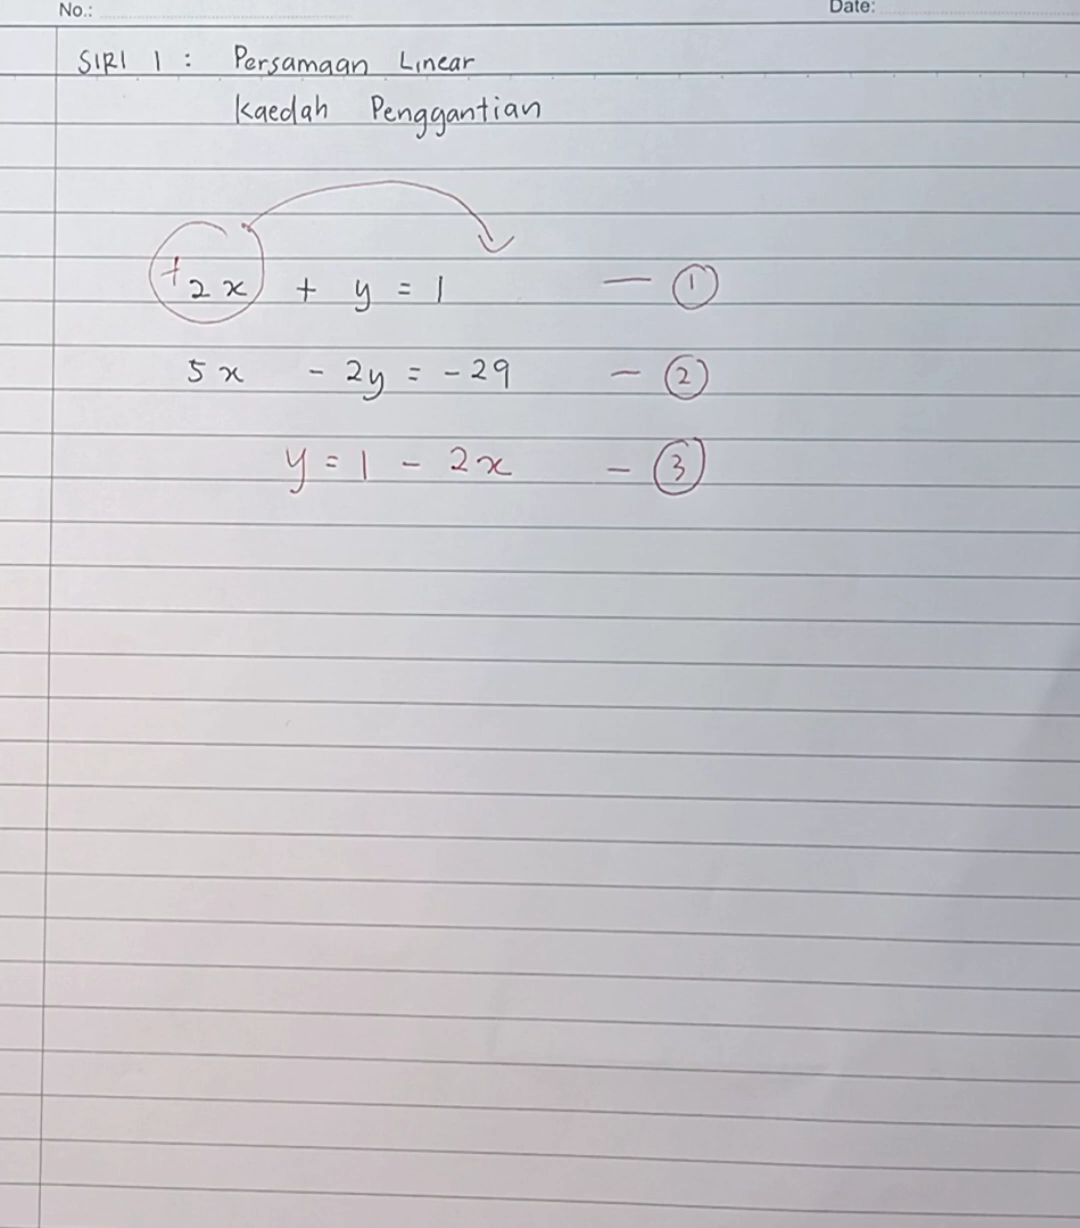 No.: Date:
SIRI 1 : Persamaan Linear
Kaedah Penggantian
+2x + y = 1 — ①
5x - 2y = -29 — ②
y = 1 - 2x — ③